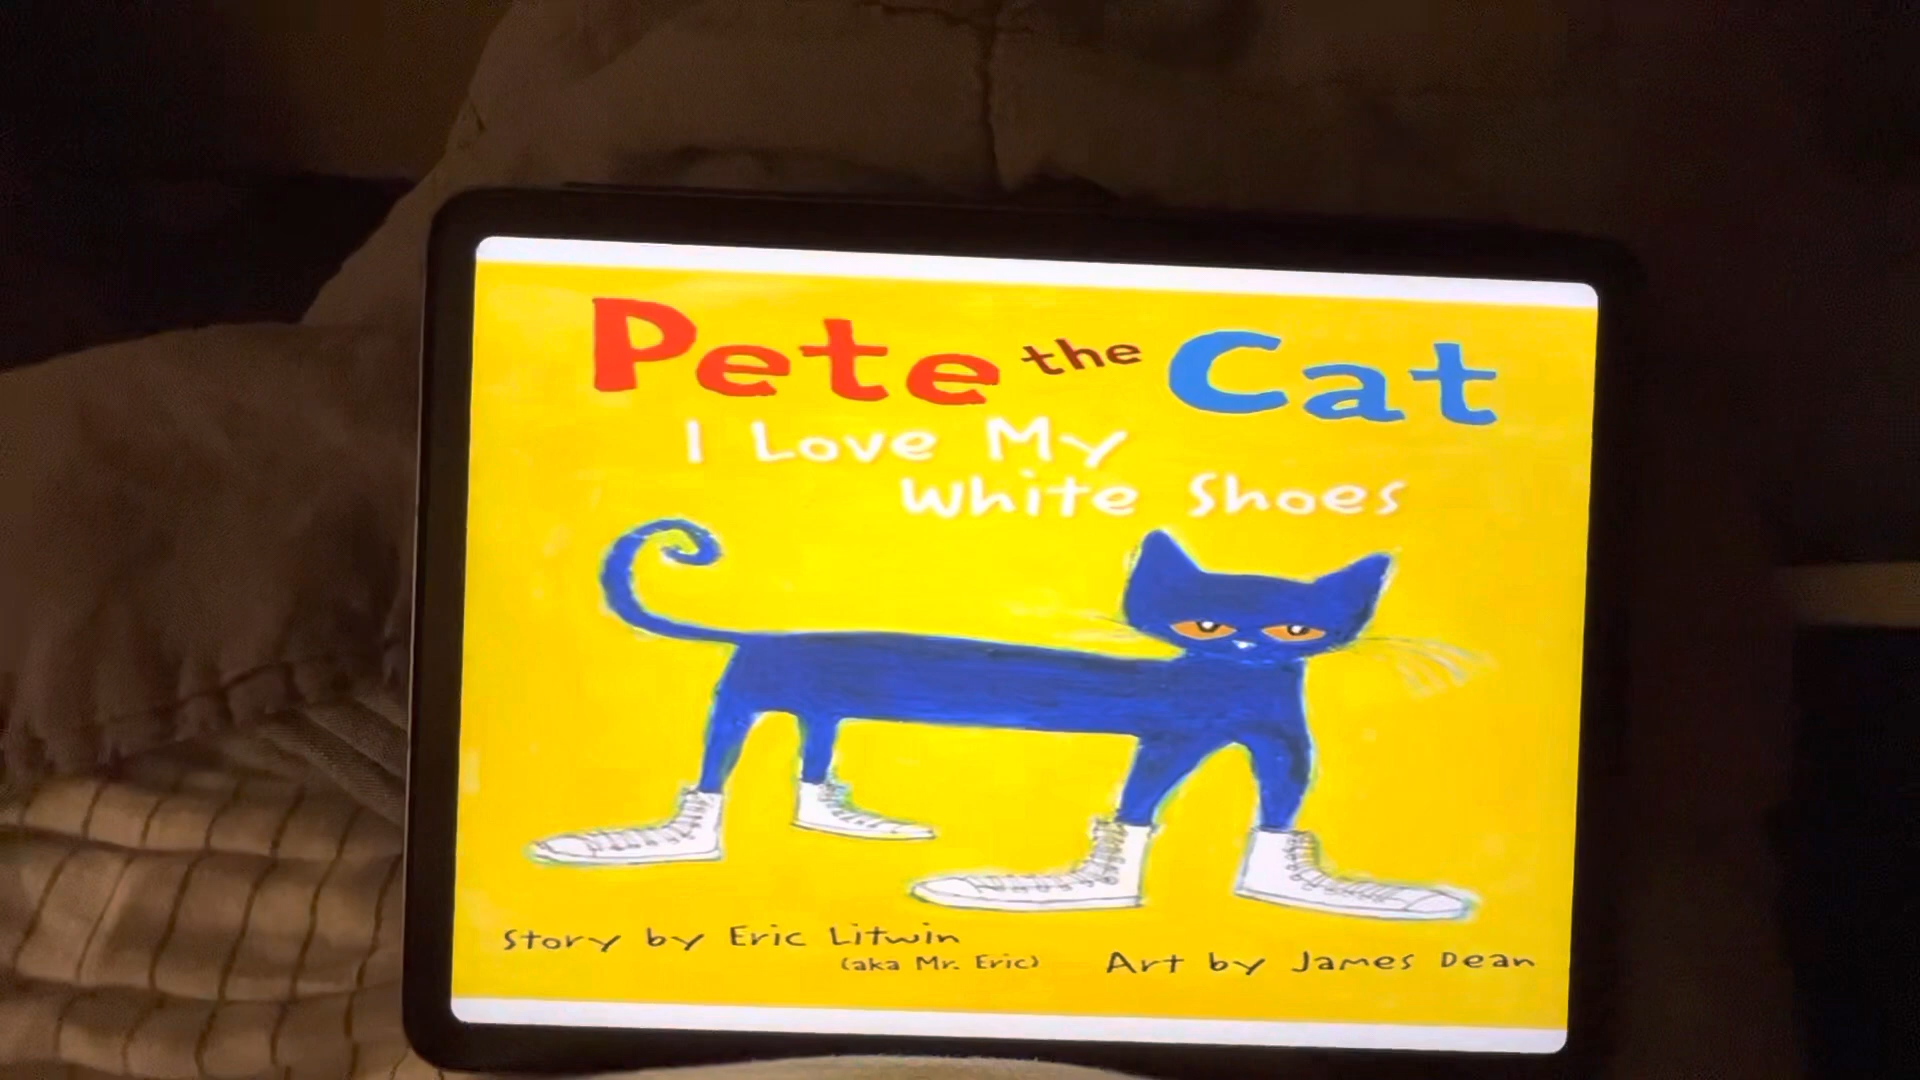 Pete the Cat
I Love My
White Shoes
Story by Eric Litwin
(aka Mr. Eric)
Art by James Dean